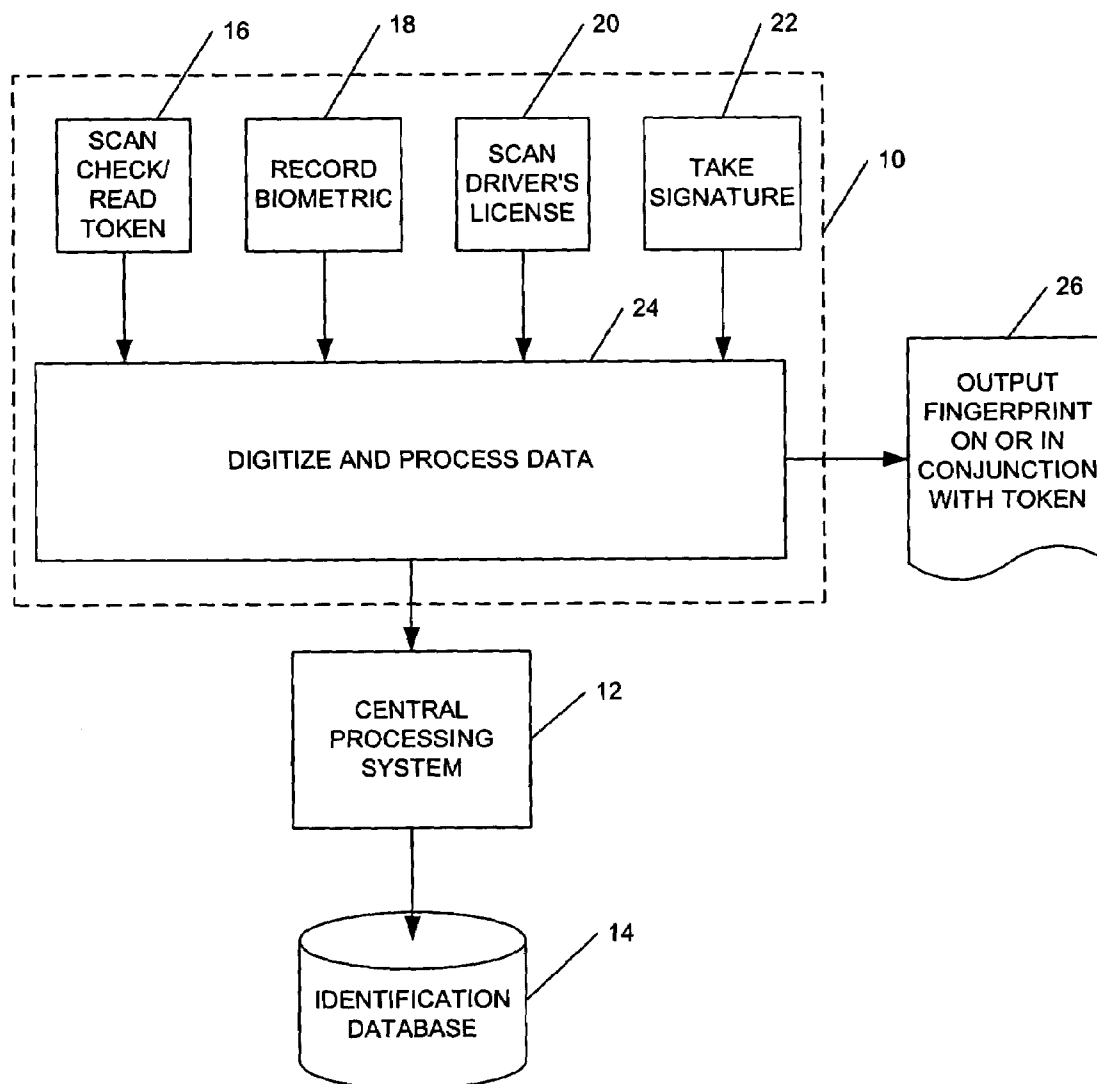 16
18
20
22
SCAN
CHECK/
READ
TOKEN
RECORD
BIOMETRIC
SCAN
DRIVER'S
LICENSE
TAKE
SIGNATURE
10
24
26
DIGITIZE AND PROCESS DATA
OUTPUT
FINGERPRINT
ON OR IN
CONJUNCTION
WITH TOKEN
12
CENTRAL
PROCESSING
SYSTEM
14
IDENTIFICATION
DATABASE